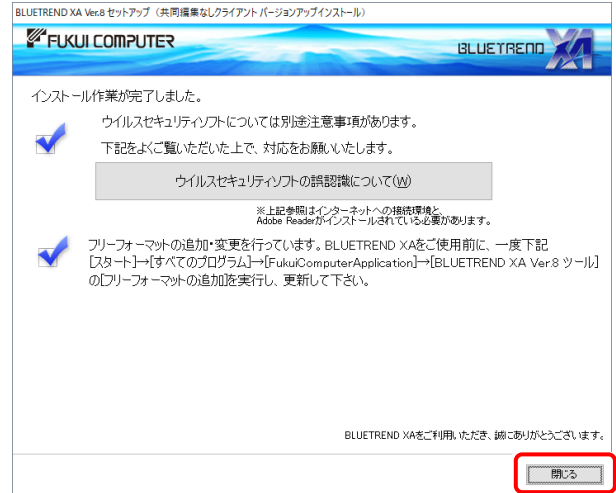 BLUETREND XA Ver.8 セットアップ（共同編集なしクライアント バージョンアップインストール）
FUKUI COMPUTER
BLUETREND XA
インストール作業が完了しました。
ウイルスセキュリティソフトについては別途注意事項があります。
下記をよくご覧いただいた上で、対応をお願いいたします。
ウイルスセキュリティソフトの誤認識について(W)
※上記参照はインターネットへの接続環境と、
Adobe Readerがインストールされている必要があります。
フリーフォーマットの追加・変更を行っています。BLUETREND XAをご使用前に、一度下記
[スタート]→[すべてのプログラム]→[FukuiComputerApplication]→[BLUETREND XA Ver.8 ツール]
の[フリーフォーマットの追加]を実行し、更新して下さい。
BLUETREND XAをご利用いただき、誠にありがとうございます。
閉じる